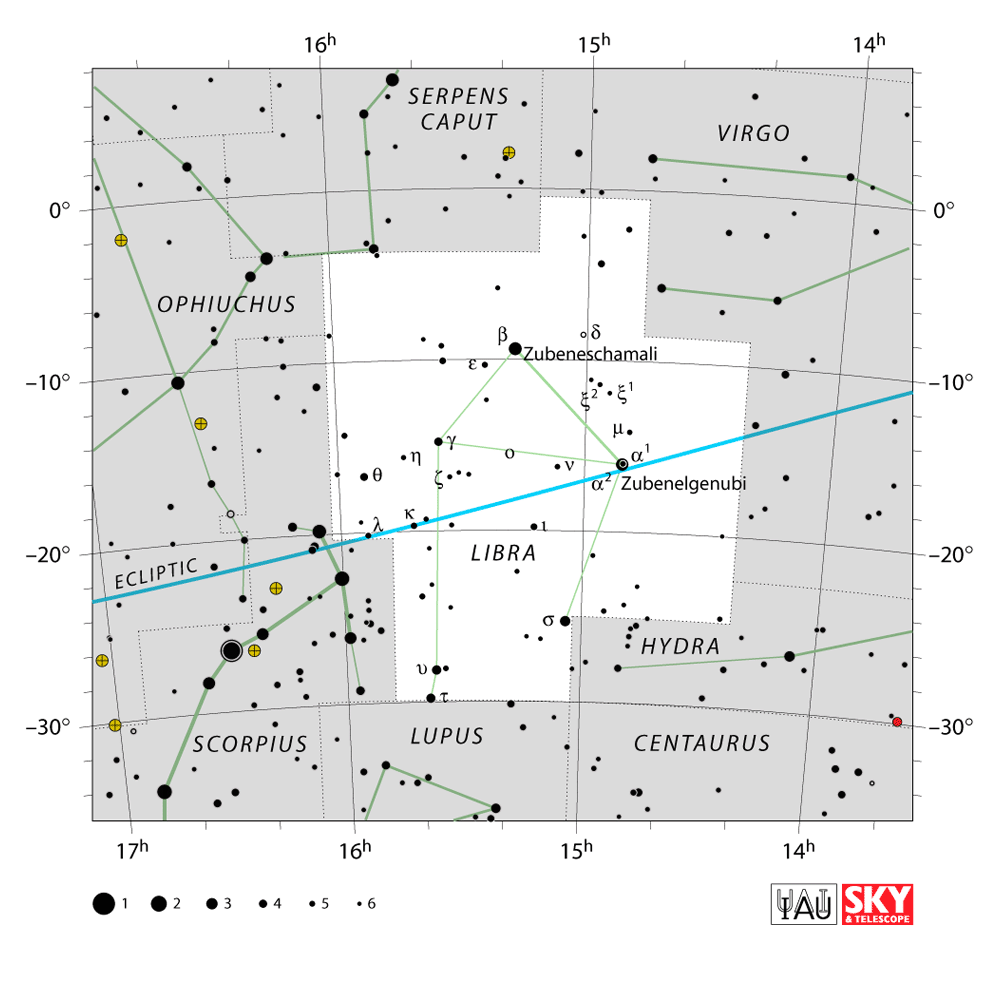 16h 15h 14h
SERPENS
CAPUT
VIRGO
0° 0°
OPHIUCHUS
β δ
Zubeneschamali
ε
–10° –10°
ξ² ξ¹
μ
γ
η ο α¹
θ ζ ν
α² Zubenelgenubi
κ
λ ι
LIBRA
–20° –20°
ECLIPTIC
σ
HYDRA
υ
τ
–30° –30°
SCORPIUS LUPUS CENTAURUS
17h 16h 15h 14h
1 2 3 4 5 6
IAU SKY
& TELESCOPE